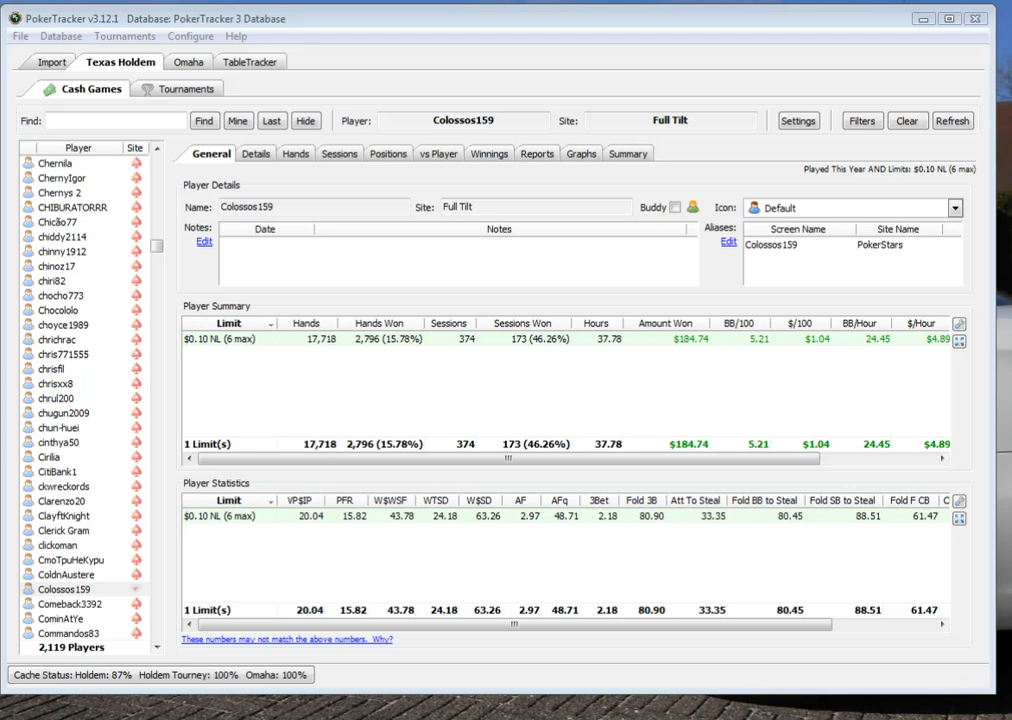 PokerTracker v3.12.1 Database: PokerTracker 3 Database
File Database Tournaments Configure Help
Import Texas Holdem Omaha TableTracker
Cash Games Tournaments
Find: Find Mine Last Hide Player: Colossos159 Site: Full Tilt Settings Filters Clear Refresh
Player Site
Chernila
ChernyIgor
Chernys 2
CHIBURATORRR
Chicão77
chiddy2114
chinny1912
chinoz17
chiri82
chocho773
Chocololo
choyce1989
chrichrac
chris771555
chrisfil
chrisxx8
chrul200
chugun2009
chun-huei
cinthya50
Cirilia
CitiBank1
ckwreckords
Clarenzo20
ClayftKnight
Clerick Gram
clickoman
CmoTpuHeKypu
ColdnAustere
Colossos159
Comeback3392
CominAtYe
Commandos83
2,119 Players
General Details Hands Sessions Positions vs Player Winnings Reports Graphs Summary
Played This Year AND Limits: $0.10 NL (6 max)
Player Details
Name: Colossos159 Site: Full Tilt Buddy Icon: Default
Notes: Date Notes Aliases: Screen Name Site Name
Edit Edit Colossos159 PokerStars
Player Summary
Limit Hands Hands Won Sessions Sessions Won Hours Amount Won BB/100 $/100 BB/Hour $/Hour
$0.10 NL (6 max) 17,718 2,796 (15.78%) 374 173 (46.26%) 37.78 $184.74 5.21 $1.04 24.45 $4.89
1 Limit(s) 17,718 2,796 (15.78%) 374 173 (46.26%) 37.78 $184.74 5.21 $1.04 24.45 $4.89
Player Statistics
Limit VP$IP PFR W$WSF WTSD W$SD AF AFq 3Bet Fold 3B Att To Steal Fold BB to Steal Fold SB to Steal Fold F CB C
$0.10 NL (6 max) 20.04 15.82 43.78 24.18 63.26 2.97 48.71 2.18 80.90 33.35 80.45 88.51 61.47
1 Limit(s) 20.04 15.82 43.78 24.18 63.26 2.97 48.71 2.18 80.90 33.35 80.45 88.51 61.47
These numbers may not match the above numbers. Why?
Cache Status: Holdem: 87% Holdem Tourney: 100% Omaha: 100%